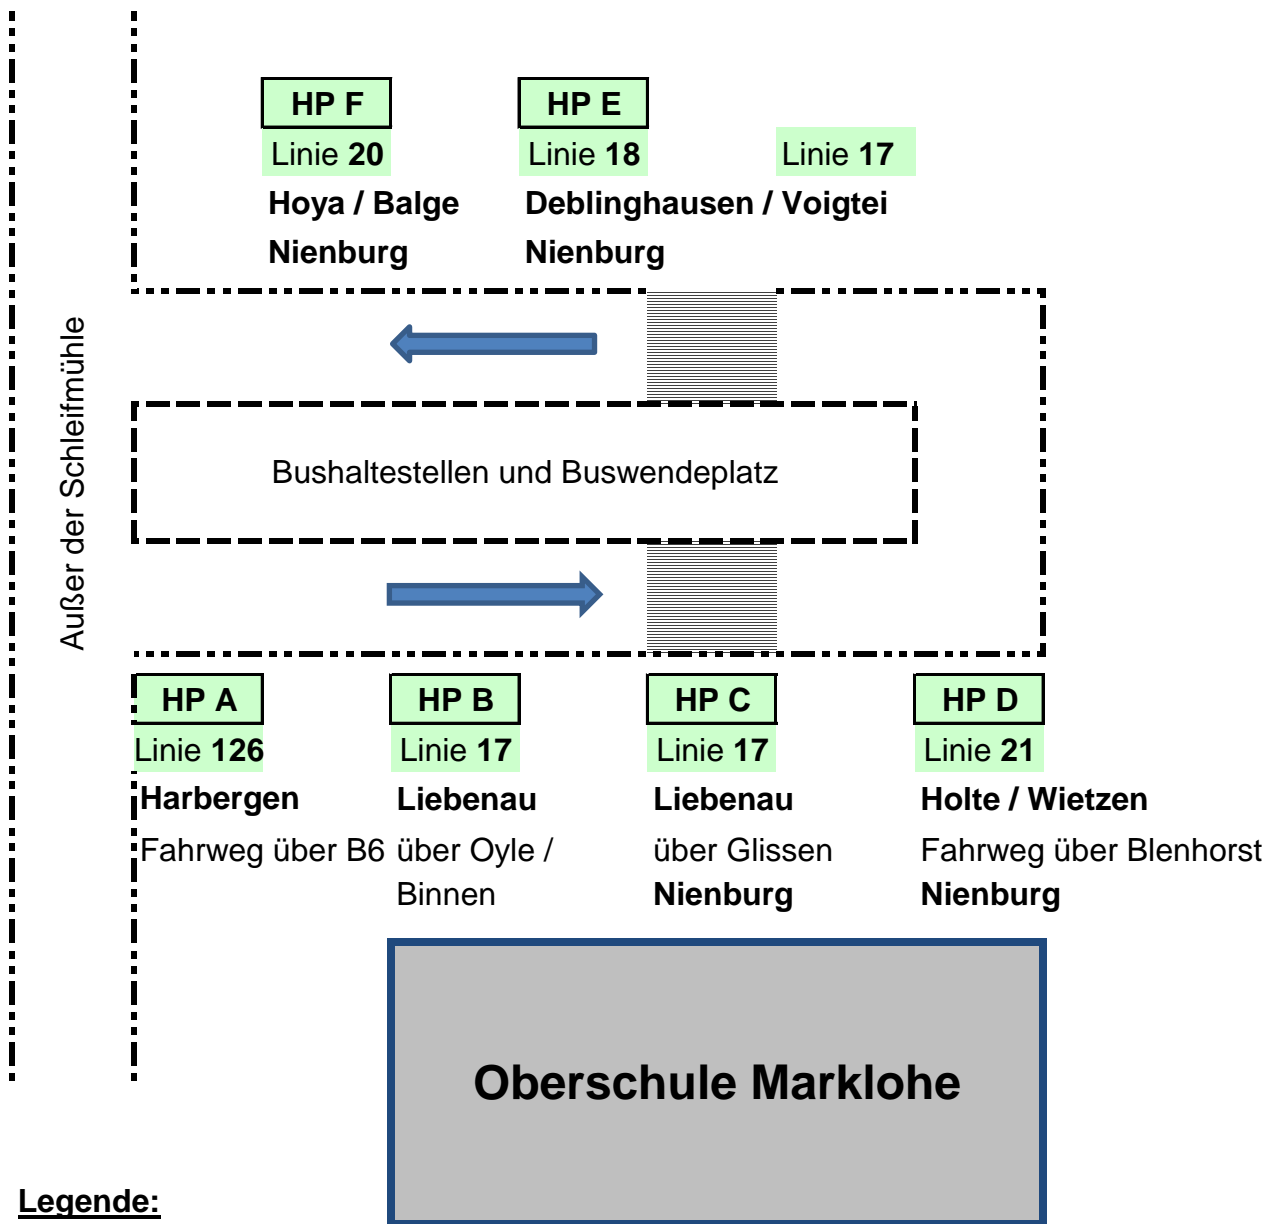 HP F HP E
Linie 20 Linie 18 Linie 17
Hoya / Balge Deblinghausen / Voigtei
Nienburg Nienburg
Außer der Schleifmühle
Bushaltestellen und Buswendeplatz
HP A HP B HP C HP D
Linie 126 Linie 17 Linie 17 Linie 21
Harbergen Liebenau Liebenau Holte / Wietzen
Fahrweg über B6 über Oyle / über Glissen Fahrweg über Blenhorst
Binnen Nienburg Nienburg
Oberschule Marklohe
Legende: